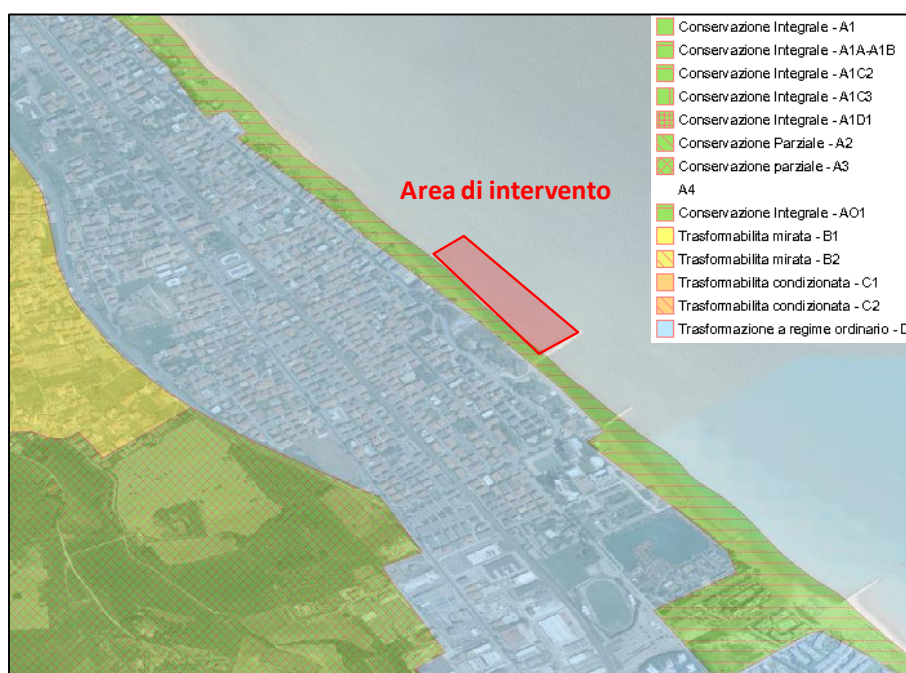 Conservazione Integrale - A1
Conservazione Integrale - A1A-A1B
Conservazione Integrale - A1C2
Conservazione Integrale - A1C3
Conservazione Integrale - A1D1
Conservazione Parziale - A2
Conservazione parziale - A3
A4
Conservazione Integrale - AO1
Trasformabilita mirata - B1
Trasformabilita mirata - B2
Trasformabilita condizionata - C1
Trasformabilita condizionata - C2
Trasformazione a regime ordinario - D
Area di intervento